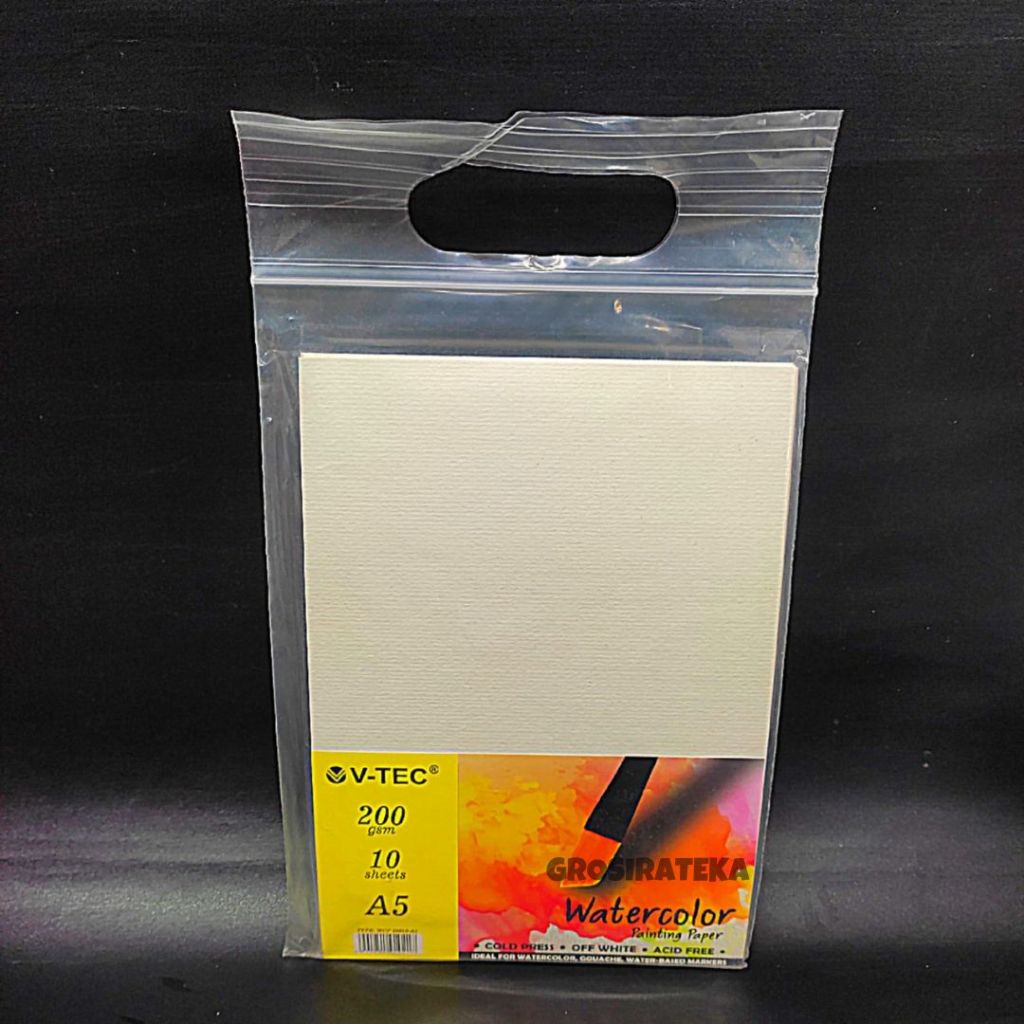 V-TEC®
200
gsm
10
sheets
A5
GROSIRATEKA
Watercolor
Painting Paper
• COLD PRESS • OFF WHITE • ACID FREE •
IDEAL FOR WATERCOLOR, GOUACHE, WATER-BASED MARKERS